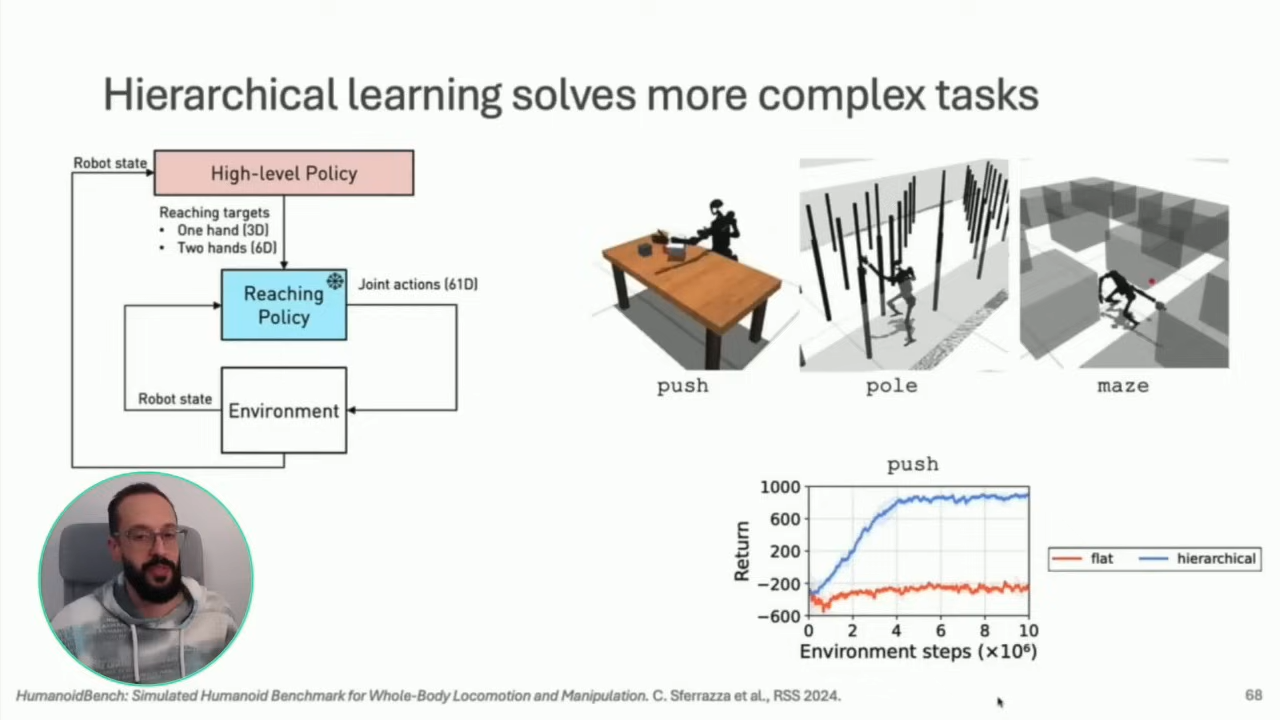 Hierarchical learning solves more complex tasks
Robot state
High-level Policy
Reaching targets
• One hand (3D)
• Two hands (6D)
Reaching
Policy
Joint actions (61D)
Robot state
Environment
push
pole
maze
push
1000
600
200
−200
−600
Return
0 2 4 6 8 10
Environment steps (×10⁶)
flat hierarchical
HumanoidBench: Simulated Humanoid Benchmark for Whole-Body Locomotion and Manipulation. C. Sferrazza et al., RSS 2024.
68